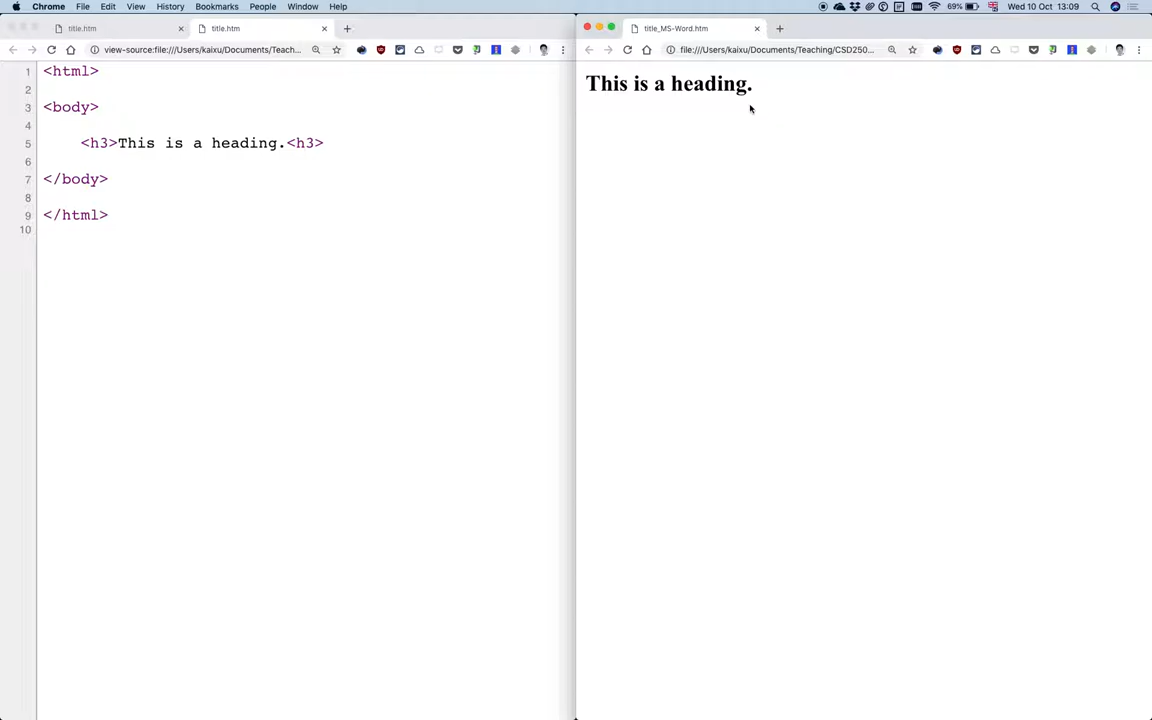 Chrome File Edit View History Bookmarks People Window Help 69% Wed 10 Oct 13:09
title.htm title.htm
view-source:file:///Users/kaixu/Documents/Teach...
1 <html>
2
3 <body>
4
5 <h3>This is a heading.<h3>
6
7 </body>
8
9 </html>
10
title_MS-Word.htm
file:///Users/kaixu/Documents/Teaching/CSD250...
This is a heading.